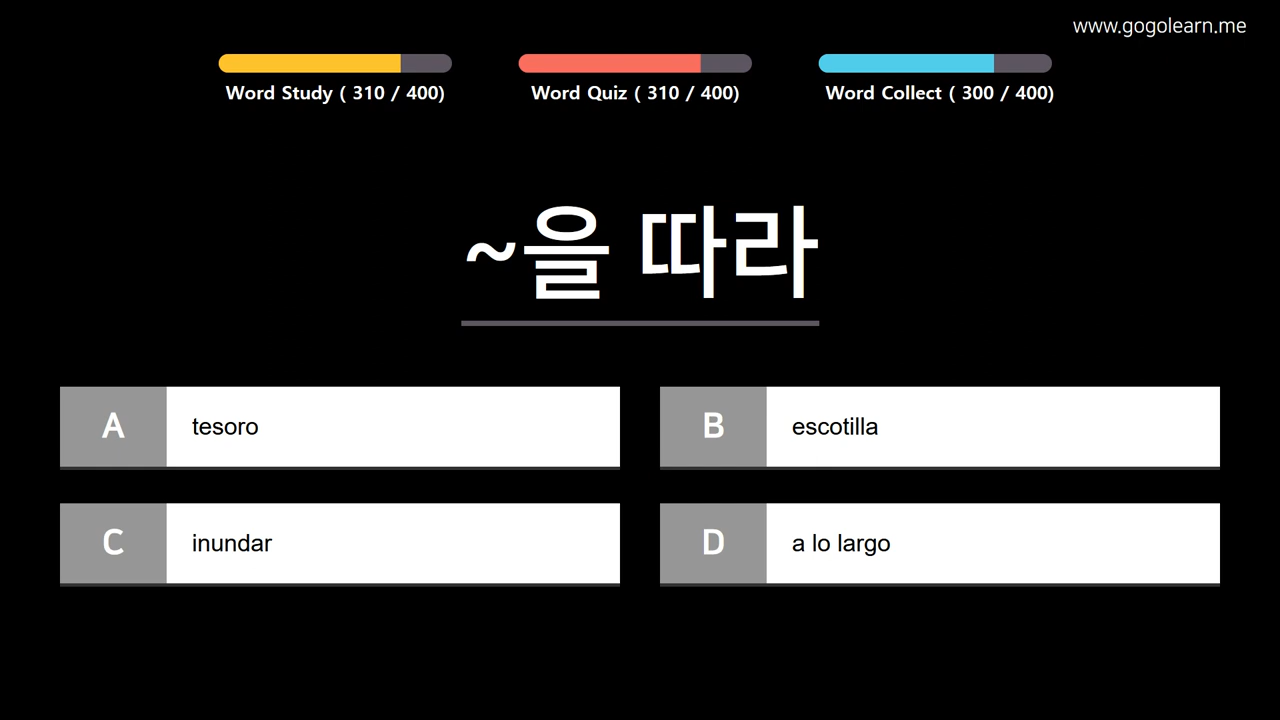 www.gogolearn.me
Word Study ( 310 / 400)
Word Quiz ( 310 / 400)
Word Collect ( 300 / 400)
~을 따라
A tesoro
B escotilla
C inundar
D a lo largo